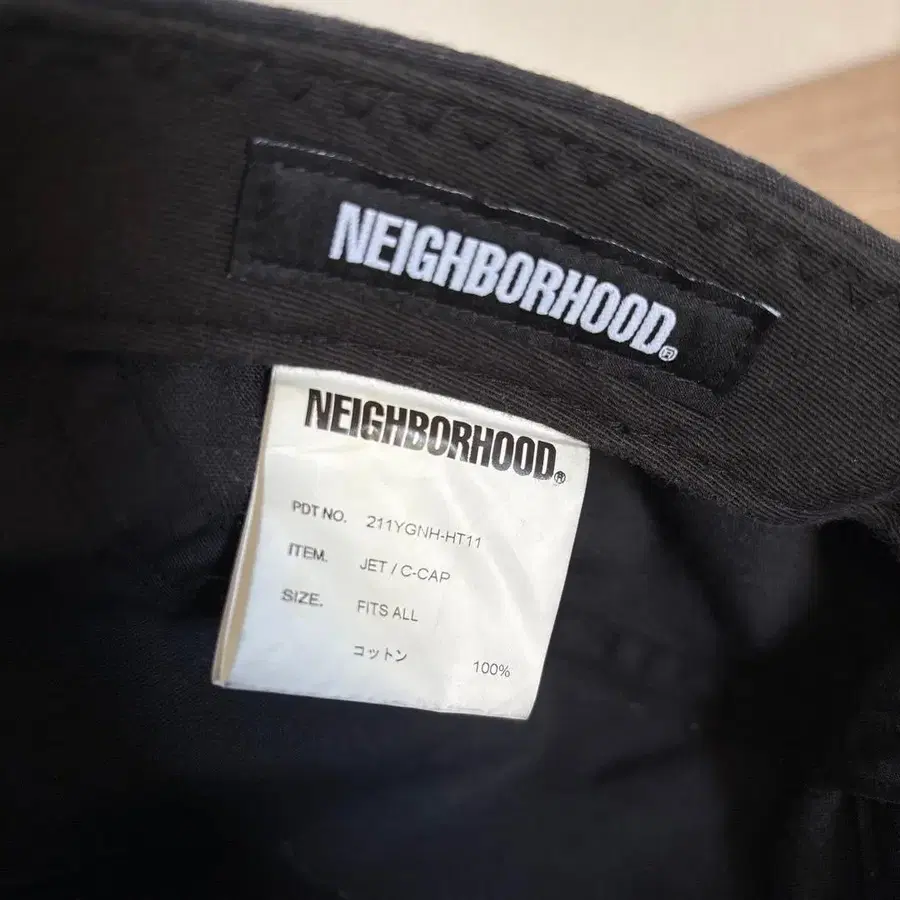 NEIGHBORHOOD®
NEIGHBORHOOD®
PDT NO. 211YGNH-HT11
ITEM. JET / C-CAP
SIZE. FITS ALL
コットン 100%